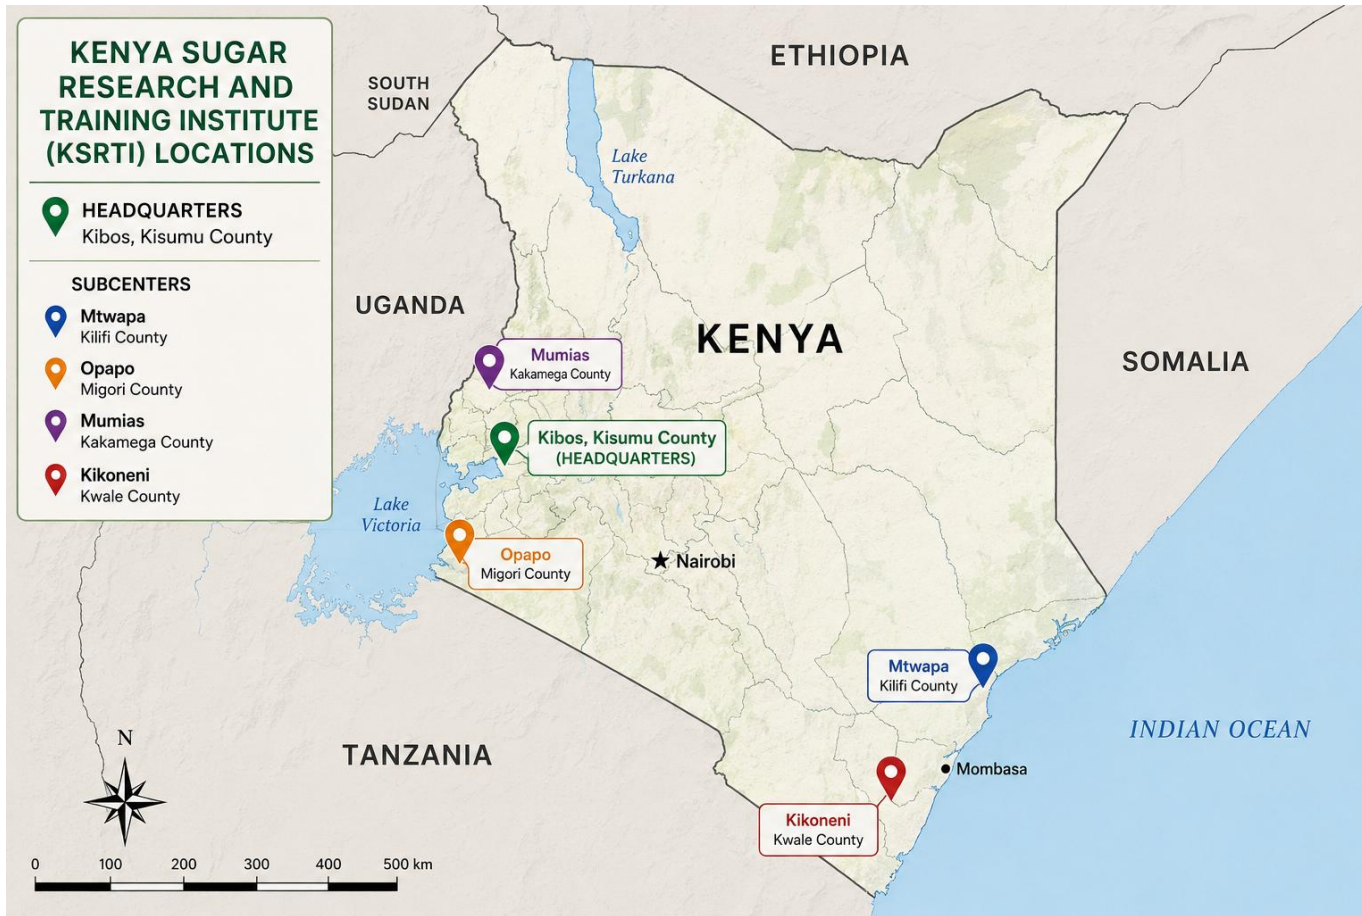 KENYA SUGAR
RESEARCH AND
TRAINING INSTITUTE
(KSRTI) LOCATIONS
HEADQUARTERS
Kibos, Kisumu County
SUBCENTERS
Mtwapa
Kilifi County
Opapo
Migori County
Mumias
Kakamega County
Kikoneni
Kwale County
SOUTH
SUDAN
ETHIOPIA
Lake
Turkana
UGANDA
KENYA
SOMALIA
Mumias
Kakamega County
Kibos, Kisumu County
(HEADQUARTERS)
Lake
Victoria
Opapo
Migori County
Nairobi
Mtwapa
Kilifi County
INDIAN OCEAN
TANZANIA
Mombasa
Kikoneni
Kwale County
N
0 100 200 300 400 500 km